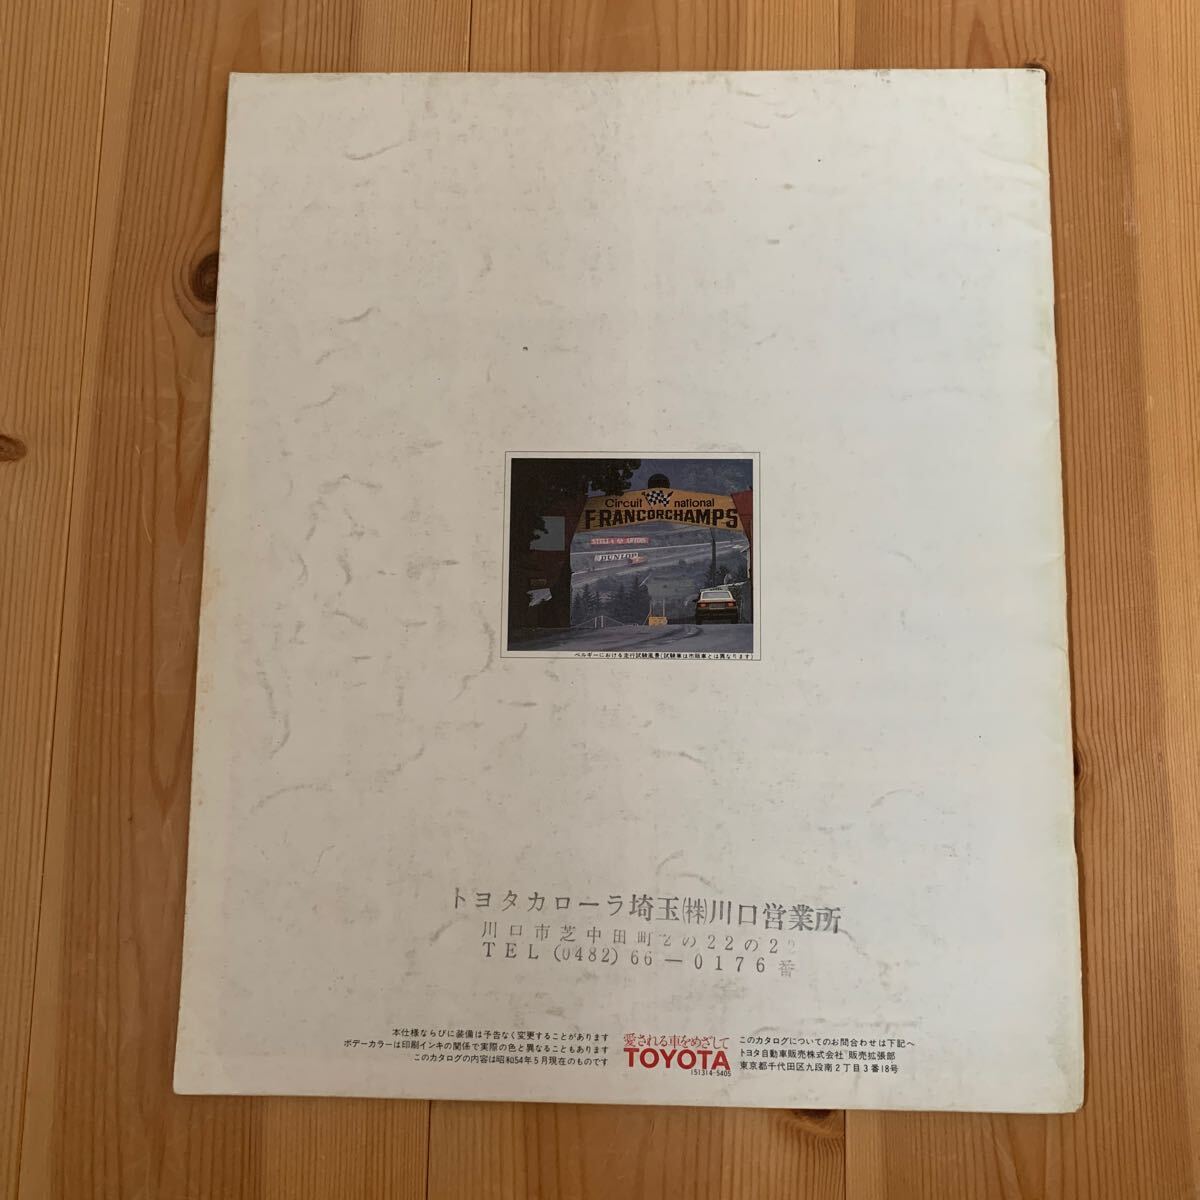 Circuit national
FRANCORCHAMPS
STELLA ARTOIS
DUNLOP
ベルギーにおける走行試験風景(試験車は市販車とは異なります)
トヨタカローラ埼玉㈱川口営業所
川口市芝中田町2の22の22
TEL (0482) 66-0176番
本仕様ならびに装備は予告なく変更することがあります
ボデーカラーは印刷インキの関係で実際の色と異なることもあります
このカタログの内容は昭和54年5月現在のものです
愛される車をめざして
TOYOTA
151314-5405
このカタログについてのお問合わせは下記へ
トヨタ自動車販売株式会社 販売拡張部
東京都千代田区九段南2丁目3番18号